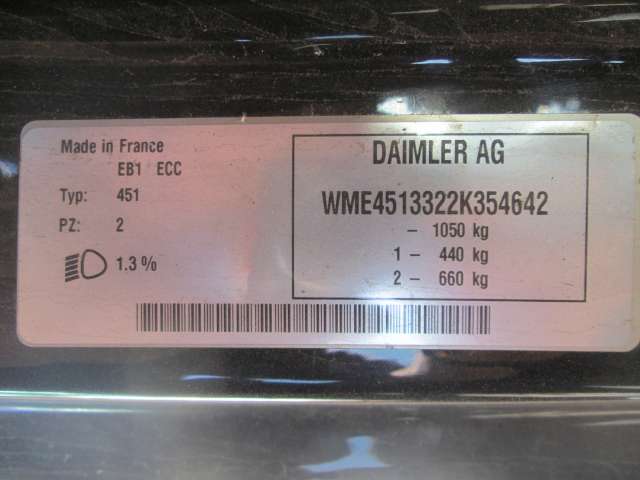 Made in France
EB1 ECC
Typ: 451
PZ: 2
1.3 %
DAIMLER AG
WME4513322K354642
– 1050 kg
1 – 440 kg
2 – 660 kg